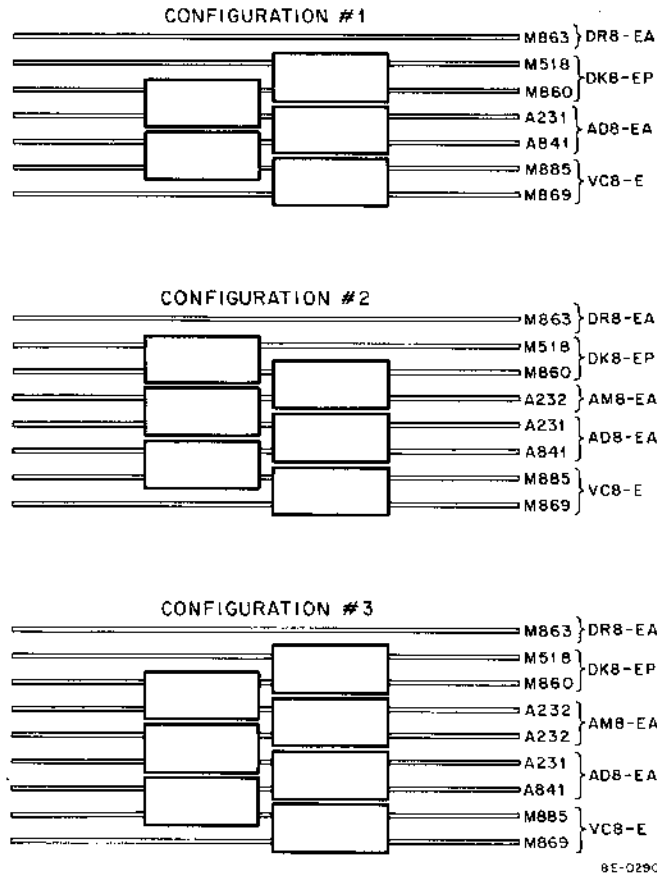 CONFIGURATION #1
M863 DR8-EA
M518
DK8-EP
M860
A231
AD8-EA
A841
M885
VC8-E
M869
CONFIGURATION #2
M863 DR8-EA
M518
DK8-EP
M860
A232 AM8-EA
A231
AD8-EA
A841
M885
VC8-E
M869
CONFIGURATION #3
M863 DR8-EA
M518
DK8-EP
M860
A232
AM8-EA
A232
A231
AD8-EA
A841
M885
VC8-E
M869
8E-0290